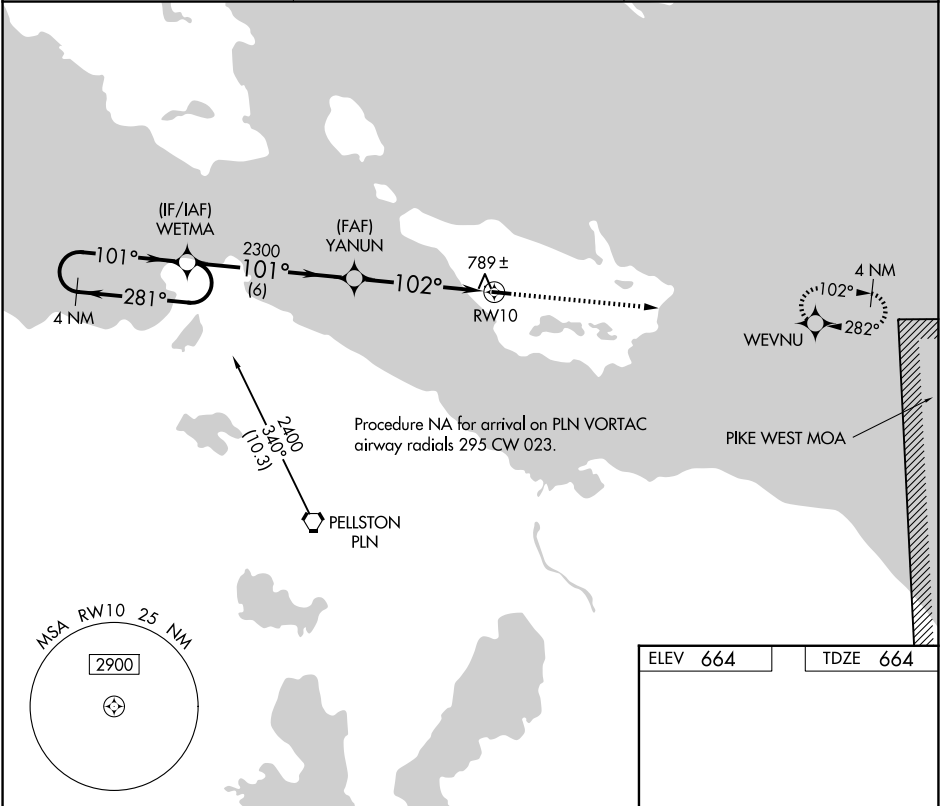 (IF/IAF)
WETMA
101°
281°
4 NM
2300
101°
(6)
(FAF)
YANUN
102°
789 ±
RW10
4 NM
102°
282°
WEVNU
PIKE WEST MOA
2400
340°
(10.3)
Procedure NA for arrival on PLN VORTAC
airway radials 295 CW 023.
PELLSTON
PLN
MSA RW10 25 NM
2900
ELEV 664
TDZE 664